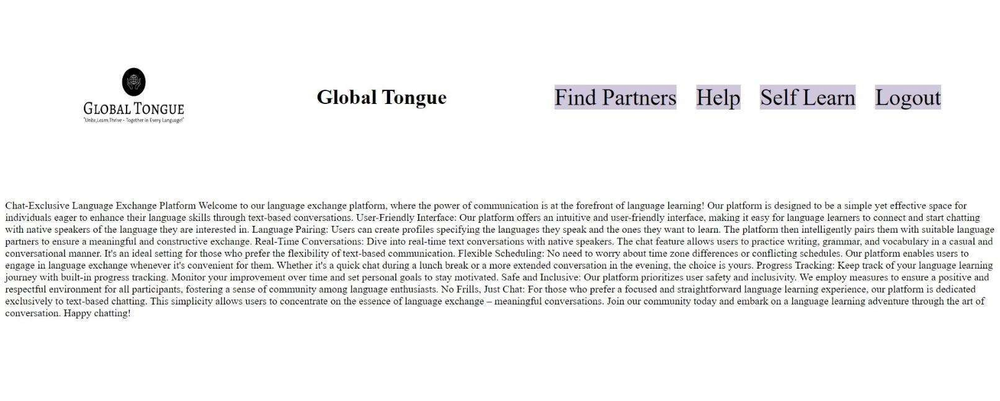 GLOBAL TONGUE
"Unite,Learn,Thrive - Together in Every Language!"
Global Tongue
Find Partners Help Self Learn Logout
Chat-Exclusive Language Exchange Platform Welcome to our language exchange platform, where the power of communication is at the forefront of language learning! Our platform is designed to be a simple yet effective space for
individuals eager to enhance their language skills through text-based conversations. User-Friendly Interface: Our platform offers an intuitive and user-friendly interface, making it easy for language learners to connect and start chatting
with native speakers of the language they are interested in. Language Pairing: Users can create profiles specifying the languages they speak and the ones they want to learn. The platform then intelligently pairs them with suitable language
partners to ensure a meaningful and constructive exchange. Real-Time Conversations: Dive into real-time text conversations with native speakers. The chat feature allows users to practice writing, grammar, and vocabulary in a casual and
conversational manner. It's an ideal setting for those who prefer the flexibility of text-based communication. Flexible Scheduling: No need to worry about time zone differences or conflicting schedules. Our platform enables users to
engage in language exchange whenever it's convenient for them. Whether it's a quick chat during a lunch break or a more extended conversation in the evening, the choice is yours. Progress Tracking: Keep track of your language learning
journey with built-in progress tracking. Monitor your improvement over time and set personal goals to stay motivated. Safe and Inclusive: Our platform prioritizes user safety and inclusivity. We employ measures to ensure a positive and
respectful environment for all participants, fostering a sense of community among language enthusiasts. No Frills, Just Chat: For those who prefer a focused and straightforward language learning experience, our platform is dedicated
exclusively to text-based chatting. This simplicity allows users to concentrate on the essence of language exchange – meaningful conversations. Join our community today and embark on a language learning adventure through the art of
conversation. Happy chatting!